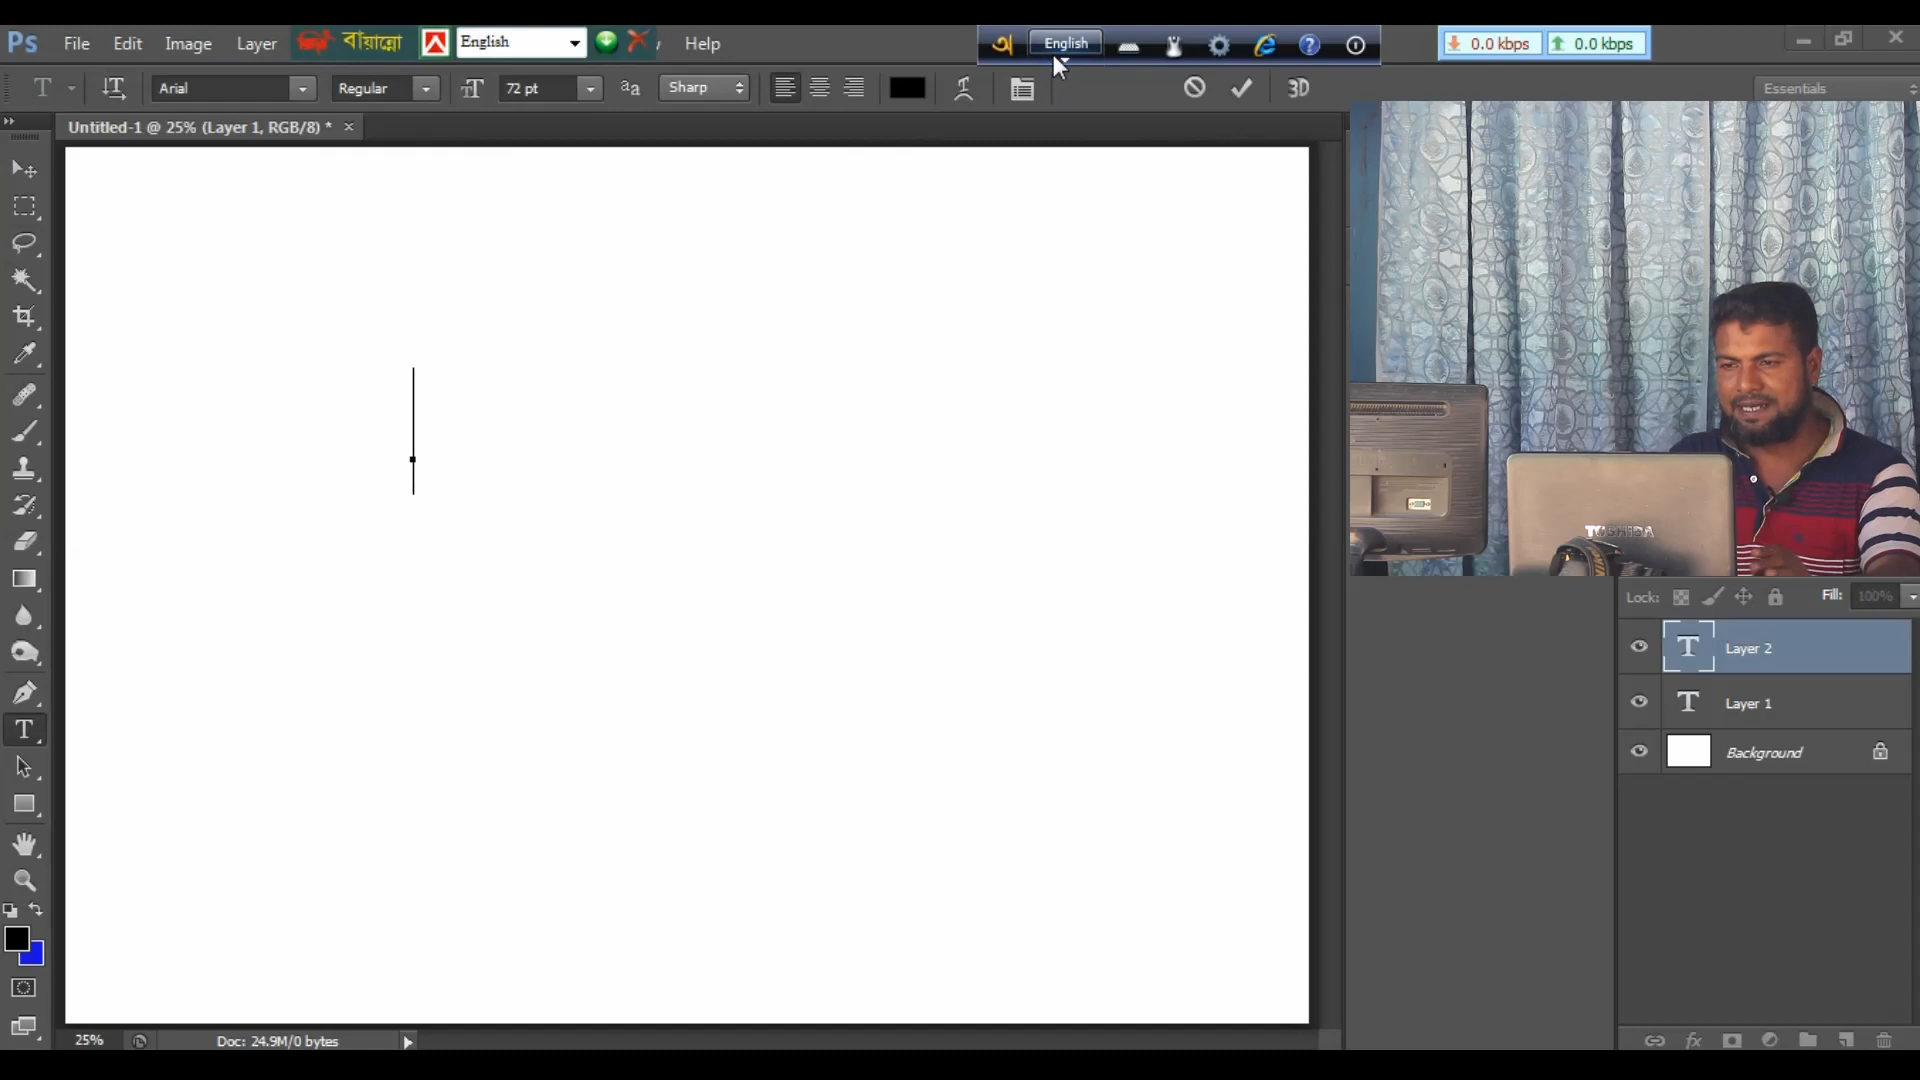 Ps File Edit Image Layer বায়ান্নো English Help অ English 0.0 kbps 0.0 kbps
T Arial Regular 72 pt aa Sharp 3D Essentials
Untitled-1 @ 25% (Layer 1, RGB/8) * ×
TOSHIBA
Lock: Fill: 100%
T Layer 2
T Layer 1
Background
T
fx
25% Doc: 24.9M/0 bytes